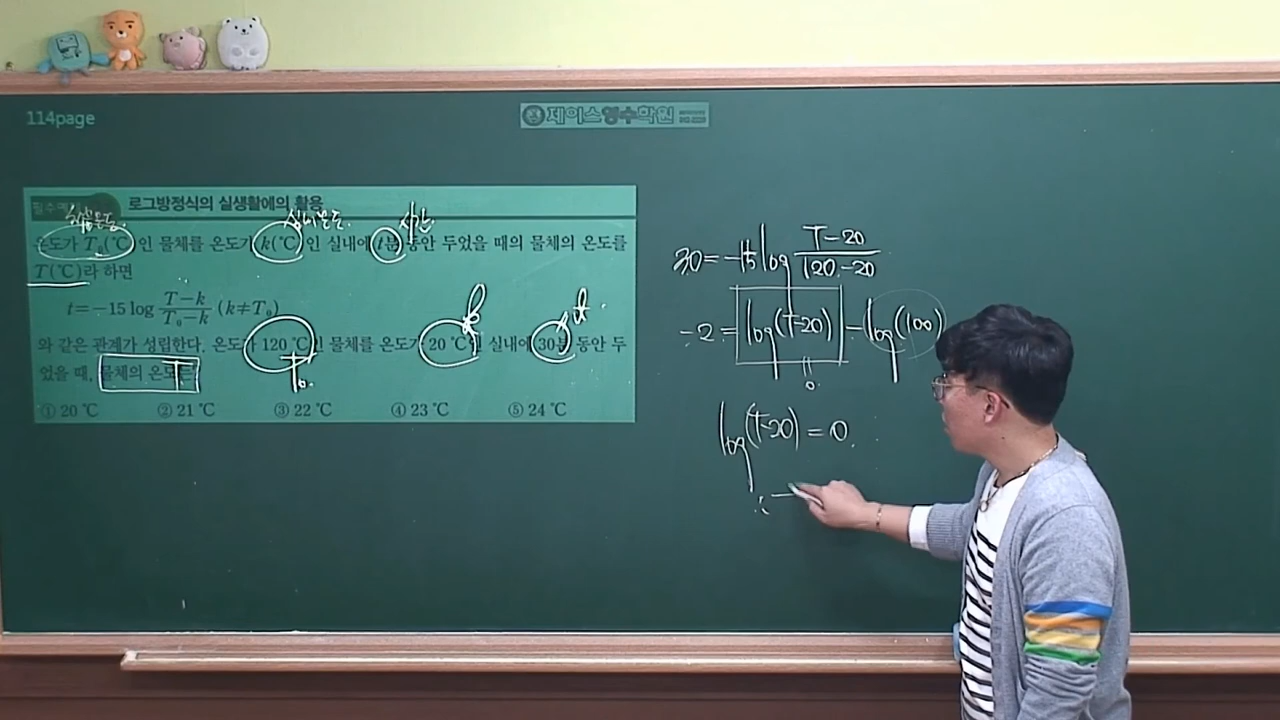 114page
제이스영수학원
필수예
로그방정식의 실생활에의 활용
처음온도.
실내온도.
시간.
온도가 T₀(℃)인 물체를 온도가 k(℃)인 실내에 t분 동안 두었을 때의 물체의 온도를
T(℃)라 하면
t=−15 log (T−k)/(T₀−k) (k≠T₀)
와 같은 관계가 성립한다. 온도가 120 ℃인 물체를 온도가 20 ℃인 실내에 30분 동안 두
었을 때, 물체의 온도는?
T
T₀.
k
t
① 20 ℃ ② 21 ℃ ③ 22 ℃ ④ 23 ℃ ⑤ 24 ℃
30=−15log (T−20)/(120−20)
−2=log(T−20)−log(100)
0.
log(T−20)=0.
∴